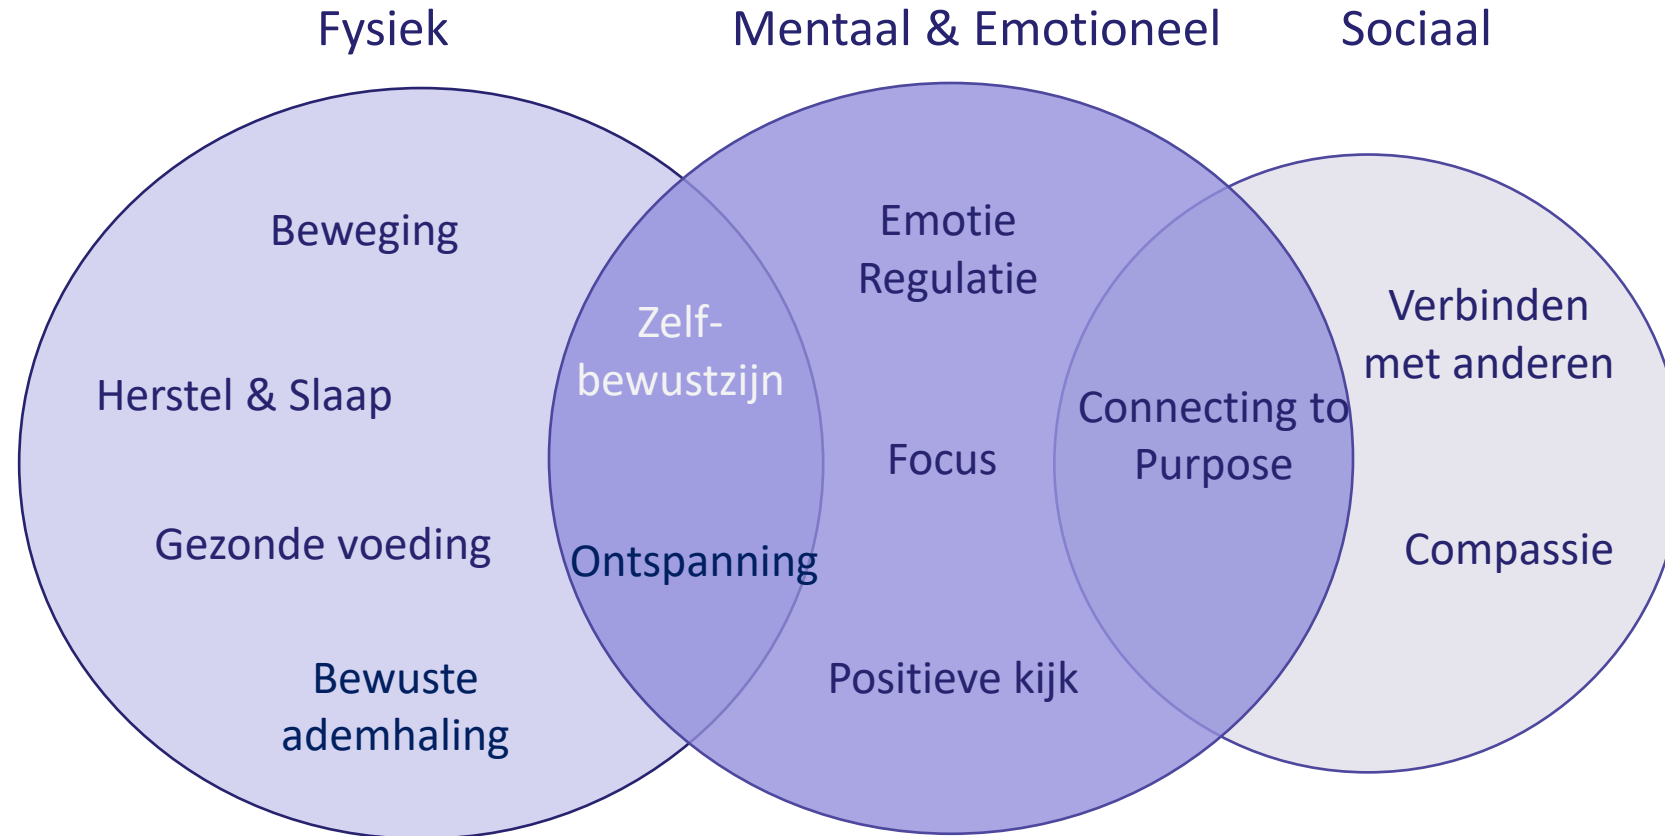 Fysiek
Mentaal & Emotioneel
Sociaal
Beweging
Herstel & Slaap
Gezonde voeding
Bewuste
ademhaling
Zelf-
bewustzijn
Ontspanning
Emotie
Regulatie
Focus
Positieve kijk
Connecting to
Purpose
Verbinden
met anderen
Compassie